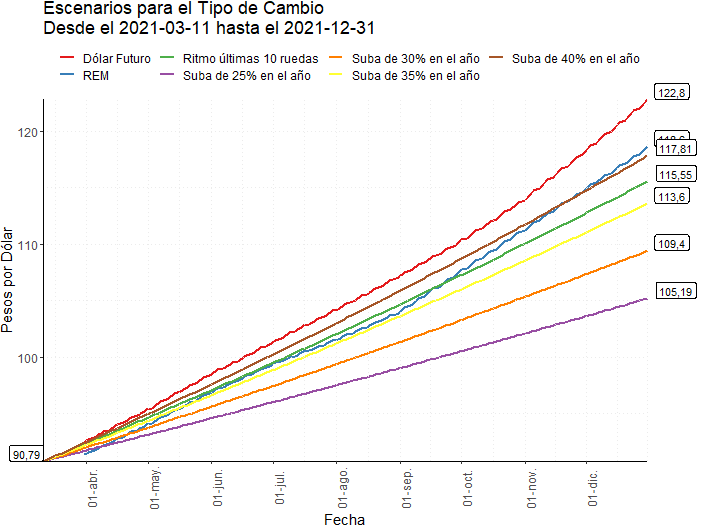 Escenarios para el Tipo de Cambio
Desde el 2021-03-11 hasta el 2021-12-31
Dólar Futuro
Ritmo últimas 10 ruedas
Suba de 30% en el año
Suba de 40% en el año
REM
Suba de 25% en el año
Suba de 35% en el año
122,8
117,81
115,55
113,6
109,4
105,19
90,79
120
110
100
Pesos por Dólar
01-abr.
01-may.
01-jun.
01-jul.
01-ago.
01-sep.
01-oct.
01-nov.
01-dic.
Fecha